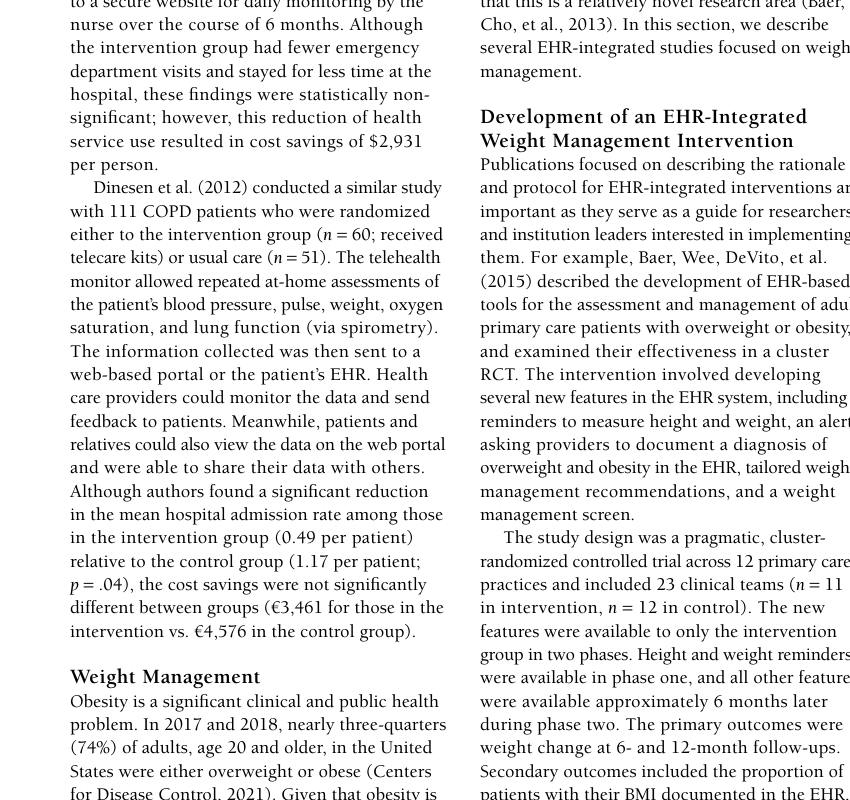 to a secure website for daily monitoring by the
nurse over the course of 6 months. Although
the intervention group had fewer emergency
department visits and stayed for less time at the
hospital, these findings were statistically non-
significant; however, this reduction of health
service use resulted in cost savings of $2,931
per person.
Dinesen et al. (2012) conducted a similar study
with 111 COPD patients who were randomized
either to the intervention group (n = 60; received
telecare kits) or usual care (n = 51). The telehealth
monitor allowed repeated at-home assessments of
the patient's blood pressure, pulse, weight, oxygen
saturation, and lung function (via spirometry).
The information collected was then sent to a
web-based portal or the patient's EHR. Health
care providers could monitor the data and send
feedback to patients. Meanwhile, patients and
relatives could also view the data on the web portal
and were able to share their data with others.
Although authors found a significant reduction
in the mean hospital admission rate among those
in the intervention group (0.49 per patient)
relative to the control group (1.17 per patient;
p = .04), the cost savings were not significantly
different between groups (€3,461 for those in the
intervention vs. €4,576 in the control group).
Weight Management
Obesity is a significant clinical and public health
problem. In 2017 and 2018, nearly three-quarters
(74%) of adults, age 20 and older, in the United
States were either overweight or obese (Centers
for Disease Control, 2021). Given that obesity is
that this is a relatively novel research area (Baer,
Cho, et al., 2013). In this section, we describe
several EHR-integrated studies focused on weigh
management.
Development of an EHR-Integrated
Weight Management Intervention
Publications focused on describing the rationale
and protocol for EHR-integrated interventions ar
important as they serve as a guide for researchers
and institution leaders interested in implementing
them. For example, Baer, Wee, DeVito, et al.
(2015) described the development of EHR-based
tools for the assessment and management of adul
primary care patients with overweight or obesity,
and examined their effectiveness in a cluster
RCT. The intervention involved developing
several new features in the EHR system, including
reminders to measure height and weight, an alert
asking providers to document a diagnosis of
overweight and obesity in the EHR, tailored weigh
management recommendations, and a weight
management screen.
The study design was a pragmatic, cluster-
randomized controlled trial across 12 primary care
practices and included 23 clinical teams (n = 11
in intervention, n = 12 in control). The new
features were available to only the intervention
group in two phases. Height and weight reminders
were available in phase one, and all other feature
were available approximately 6 months later
during phase two. The primary outcomes were
weight change at 6- and 12-month follow-ups.
Secondary outcomes included the proportion of
patients with their BMI documented in the EHR,